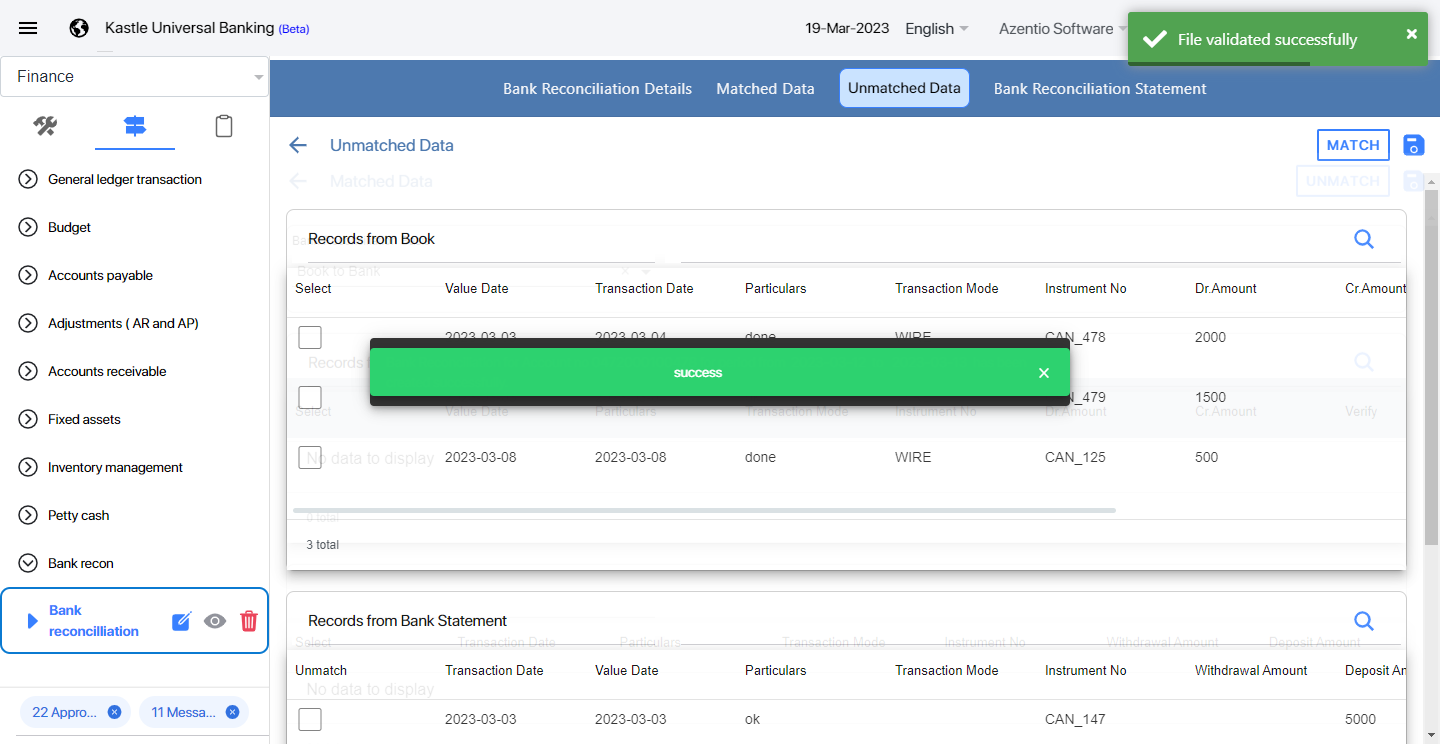 Kastle Universal Banking (Beta)
19-Mar-2023
English
Azentio Software
File validated successfully
Finance
Bank Reconciliation Details
Matched Data
Unmatched Data
Bank Reconciliation Statement
Unmatched Data
MATCH
Matched Data
UNMATCH
General ledger transaction
Budget
Accounts payable
Adjustments ( AR and AP)
Accounts receivable
Fixed assets
Inventory management
Petty cash
Bank recon
Bank
reconcilliation
22 Appro...
11 Messa...
Records from Book
Book to Bank
Select Value Date Transaction Date Particulars Transaction Mode Instrument No Dr.Amount Cr.Amount
2023-03-03 2023-03-04 done WIRE CAN_478 2000
Records
success
1500
Select Value Date Particulars Transaction Mode Instrument No Dr.Amount Cr.Amount Verify
No data to display
2023-03-08 2023-03-08 done WIRE CAN_125 500
0 total
3 total
Records from Bank Statement
Select Transaction Date Particulars Transaction Mode Instrument No Withdrawal Amount Deposit Amount
Unmatch Transaction Date Value Date Particulars Transaction Mode Instrument No Withdrawal Amount Deposit
No data to display
2023-03-03 2023-03-03 ok CAN_147 5000